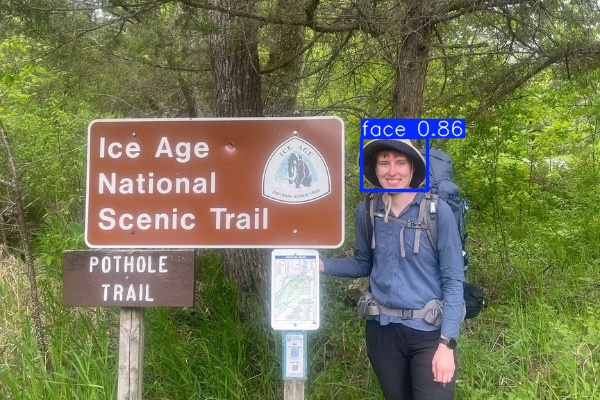 face 0.86
Ice Age
National
Scenic Trail
ICE AGE
NATIONAL SCENIC TRAIL
POTHOLE
TRAIL